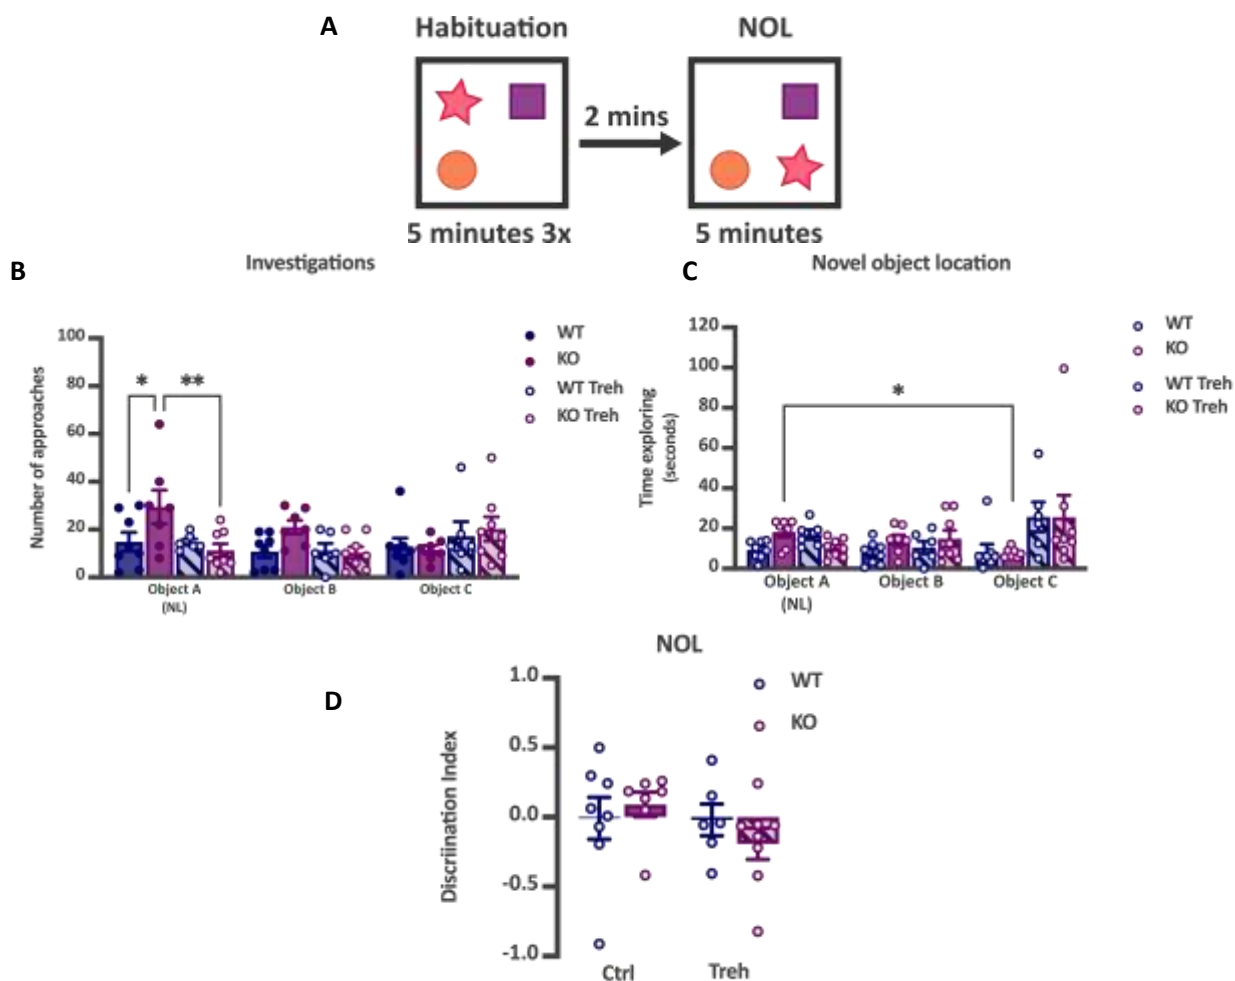 A
Habituation
NOL
2 mins
5 minutes 3x
5 minutes
B
Investigations
Number of approaches
100
80
60
40
20
0
*
**
Object A
(NL)
Object B
Object C
WT
KO
WT Treh
KO Treh
C
Novel object location
Time exploring
(seconds)
120
100
80
60
40
20
0
*
Object A
(NL)
Object B
Object C
WT
KO
WT Treh
KO Treh
D
NOL
Discriination Index
1.0
0.5
0.0
-0.5
-1.0
Ctrl
Treh
WT
KO